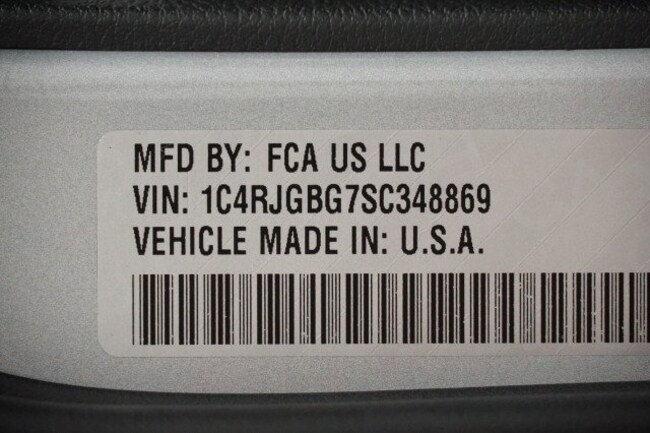 MFD BY: FCA US LLC
VIN: 1C4RJGBG7SC348869
VEHICLE MADE IN: U.S.A.